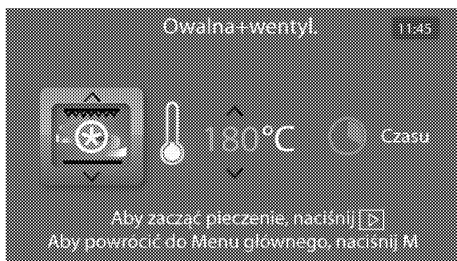 Owalna+wentyl.
11:45
180°C
Czasu
Aby zacząć pieczenie, naciśnij
Aby powrócić do Menu głównego, naciśnij M